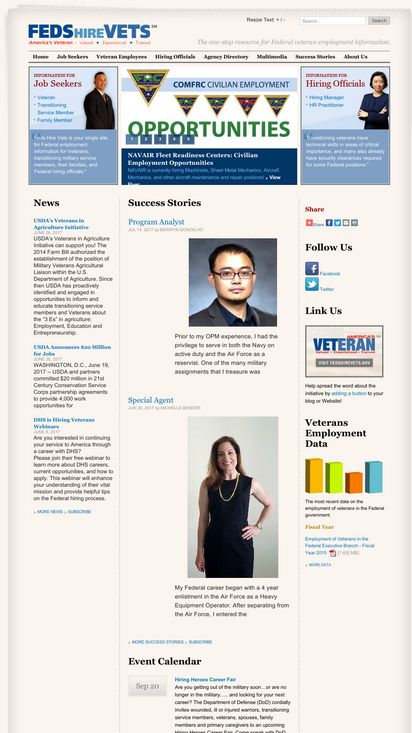 Resize Text: + / -
Search...
Search
FEDSHIREVETS SM
America's Veteran - Valued ★ Experienced ★ Trained
The one-stop resource for Federal veteran employment information.
Home Job Seekers Veteran Employees Hiring Officials Agency Directory Multimedia Success Stories About Us
INFORMATION FOR
Job Seekers
Veteran
Transitioning
Service Member
Family Member
Feds Hire Vets is your single site
for Federal employment
information for Veterans,
transitioning military service
members, their families, and
Federal hiring officials."
COMFRC CIVILIAN EMPLOYMENT
OPPORTUNITIES
1 2 3 4 5
NAVAIR Fleet Readiness Centers: Civilian
Employment Opportunities
NAVAIR is currently hiring Machinists, Sheet Metal Mechanics, Aircraft
Mechanics, and other aircraft maintenance and repair positions! » View
INFORMATION FOR
Hiring Officials
Hiring Manager
HR Practitioner
Transitioning veterans have
technical skills in areas of critical
importance, and many also already
have security clearances required
for some Federal positions."
News
USDA's Veterans in
Agriculture Initiative
JUNE 28, 2017
USDA's Veterans in Agriculture
Initiative can support you! The
2014 Farm Bill authorized the
establishment of the position of
Military Veterans Agricultural
Liaison within the U.S.
Department of Agriculture. Since
then USDA has proactively
identified and engaged in
opportunities to inform and
educate transitioning service
members and Veterans about
the “3 Es” in agriculture:
Employment, Education and
Entrepreneurship.
USDA Announces $20 Million
for Jobs
JUNE 26, 2017
WASHINGTON, D.C., June 19,
2017 – USDA and partners
committed $20 million in 21st
Century Conservation Service
Corps partnership agreements
to provide 4,000 work
opportunities for
DHS is Hiring Veterans
Webinars
JUNE 8, 2017
Are you interested in continuing
your service to America through
a career with DHS?
Please join their free webinar to
learn more about DHS careers,
current opportunities, and how to
apply. This webinar will enhance
your understanding of their vital
mission and provide helpful tips
on the Federal hiring process.
» MORE NEWS » SUBSCRIBE
Success Stories
Program Analyst
JUL 14, 2017 by BERWYN GONZALVO
Prior to my OPM experience, I had the
privilege to serve in both the Navy on
active duty and the Air Force as a
reservist. One of the many military
assignments that I treasure was
Special Agent
JUN 30, 2017 by MICHELLE BENDER
My Federal career began with a 4 year
enlistment in the Air Force as a Heavy
Equipment Operator. After separating from
the Air Force, I entered the
» MORE SUCCESS STORIES » SUBSCRIBE
Event Calendar
Sep 20
Hiring Heroes Career Fair
Are you getting out of the military soon…or are no
longer in the military….. and looking for your next
career? The Department of Defense (DoD) cordially
invites wounded, ill or injured warriors, transitioning
service members, veterans, spouses, family
members and primary caregivers to an upcoming
Share
Share
Follow Us
Facebook
Twitter
Link Us
AMERICA'S
VETERAN
Valued Experienced Trained
VISIT FEDSHIREVETS.GOV
Help spread the word about the
initiative by adding a button to your
blog or Website!
Veterans
Employment
Data
The most recent data on the
employment of veterans in the Federal
government.
Fiscal Year
Employment of Veterans in the
Federal Executive Branch - Fiscal
Year 2015 [1.60 MB]
» MORE DATA